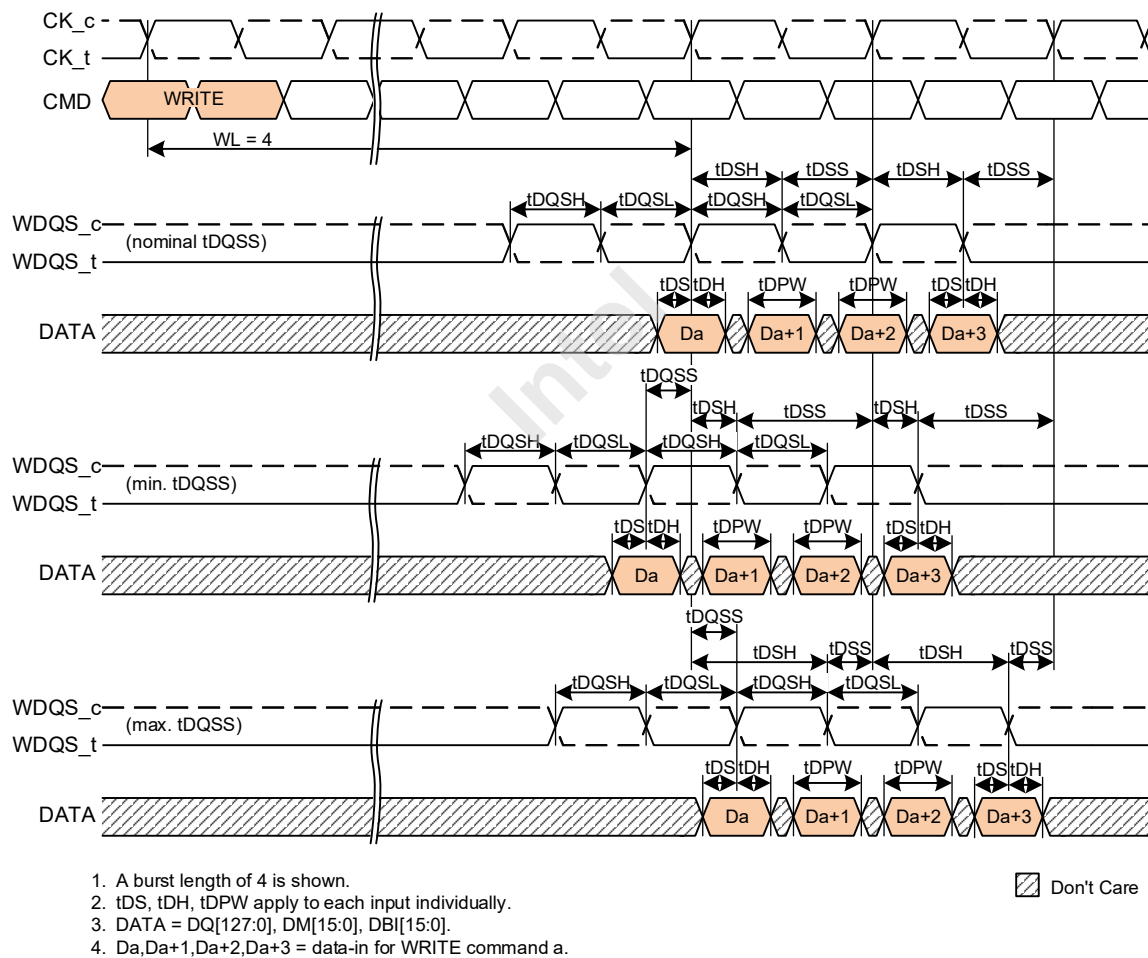 CK_c
CK_t
CMD WRITE
WL = 4
tDSH tDSS tDSH tDSS
tDQSH tDQSL tDQSH tDQSL
WDQS_c
(nominal tDQSS)
WDQS_t
tDS tDH tDPW tDPW tDS tDH
DATA Da Da+1 Da+2 Da+3
Intel
tDQSS
tDSH tDSS tDSH tDSS
tDQSH tDQSL tDQSH tDQSL
WDQS_c
(min. tDQSS)
WDQS_t
tDS tDH tDPW tDPW tDS tDH
DATA Da Da+1 Da+2 Da+3
tDQSS
tDSH tDSS tDSH tDSS
tDQSH tDQSL tDQSH tDQSL
WDQS_c
(max. tDQSS)
WDQS_t
tDS tDH tDPW tDPW tDS tDH
DATA Da Da+1 Da+2 Da+3
1. A burst length of 4 is shown.
2. tDS, tDH, tDPW apply to each input individually.
3. DATA = DQ[127:0], DM[15:0], DBI[15:0].
4. Da,Da+1,Da+2,Da+3 = data-in for WRITE command a.
Don't Care